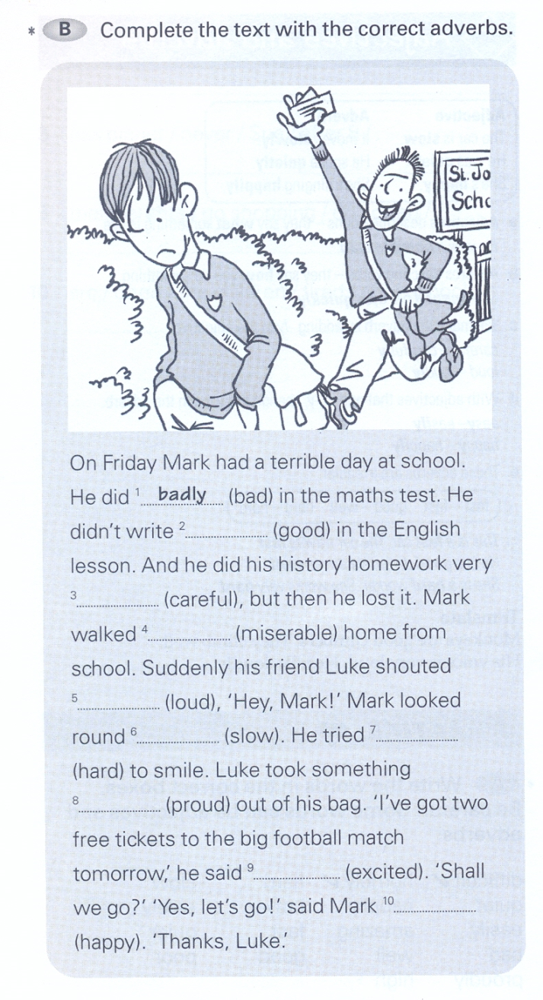 * B Complete the text with the correct adverbs.
St. Jo
Scho
On Friday Mark had a terrible day at school.
He did ¹ badly (bad) in the maths test. He
didn't write ² .................. (good) in the English
lesson. And he did his history homework very
³ .................. (careful), but then he lost it. Mark
walked ⁴ .................. (miserable) home from
school. Suddenly his friend Luke shouted
⁵ .................. (loud), 'Hey, Mark!' Mark looked
round ⁶ .................. (slow). He tried ⁷ ..................
(hard) to smile. Luke took something
⁸ .................. (proud) out of his bag. 'I've got two
free tickets to the big football match
tomorrow,' he said ⁹ .................. (excited). 'Shall
we go?' 'Yes, let's go!' said Mark ¹⁰ ..................
(happy). 'Thanks, Luke.'